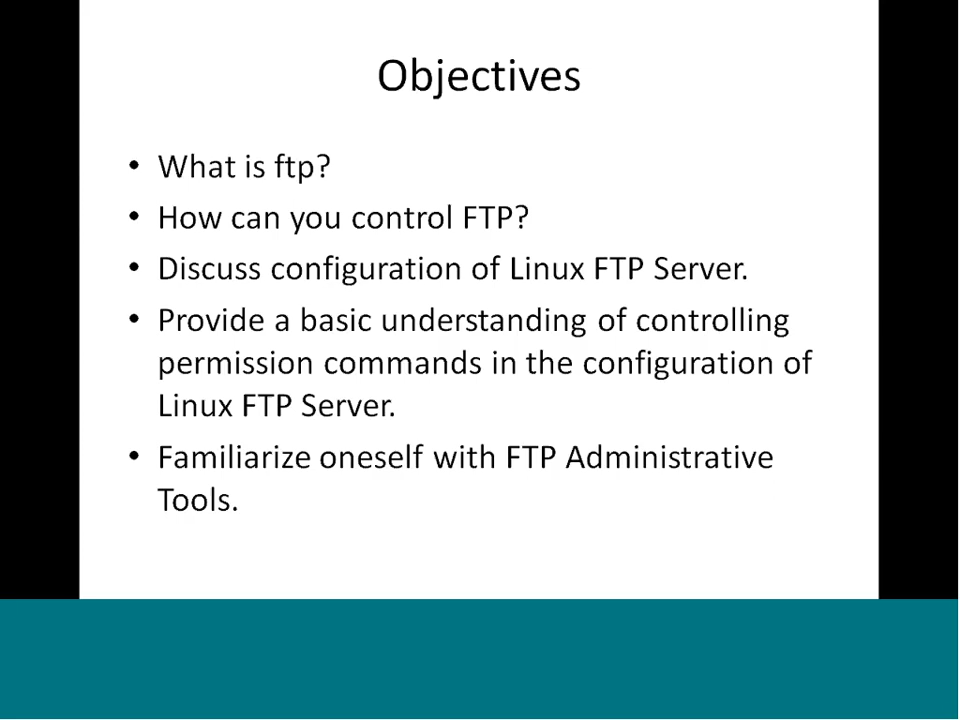 Objectives
• What is ftp?
• How can you control FTP?
• Discuss configuration of Linux FTP Server.
• Provide a basic understanding of controlling
permission commands in the configuration of
Linux FTP Server.
• Familiarize oneself with FTP Administrative
Tools.